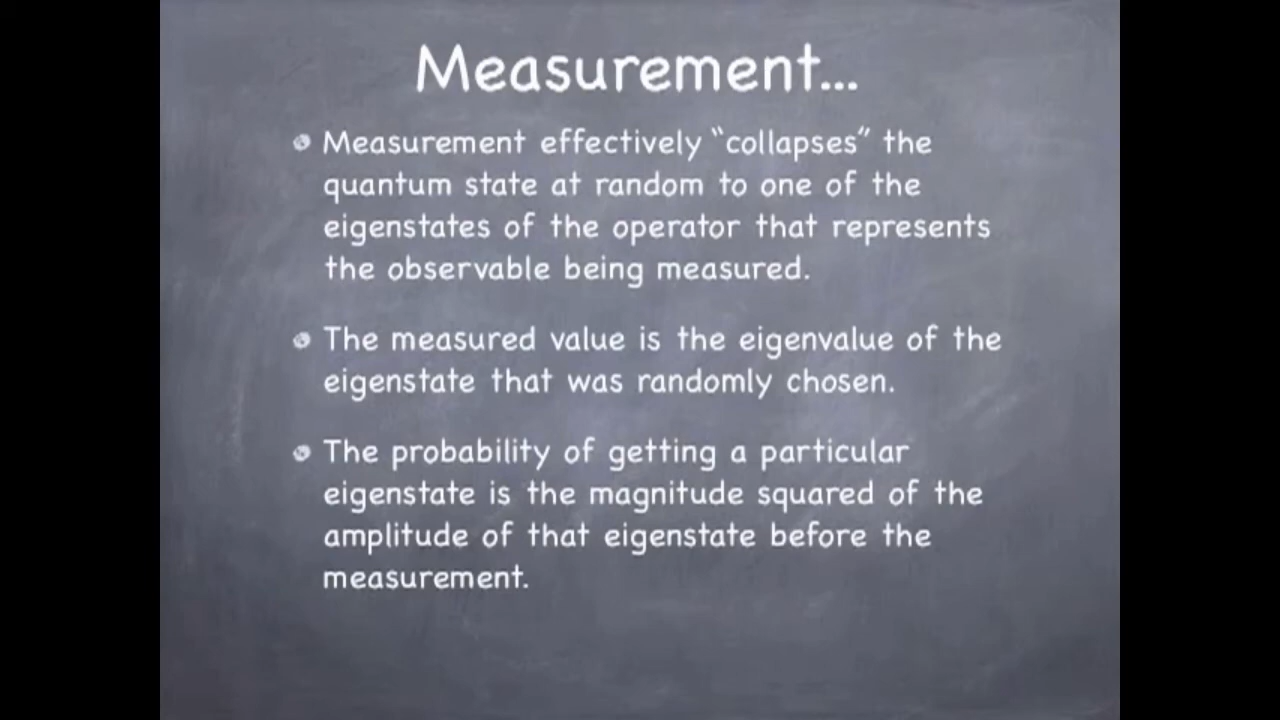 Measurement...
Measurement effectively “collapses” the
quantum state at random to one of the
eigenstates of the operator that represents
the observable being measured.
The measured value is the eigenvalue of the
eigenstate that was randomly chosen.
The probability of getting a particular
eigenstate is the magnitude squared of the
amplitude of that eigenstate before the
measurement.